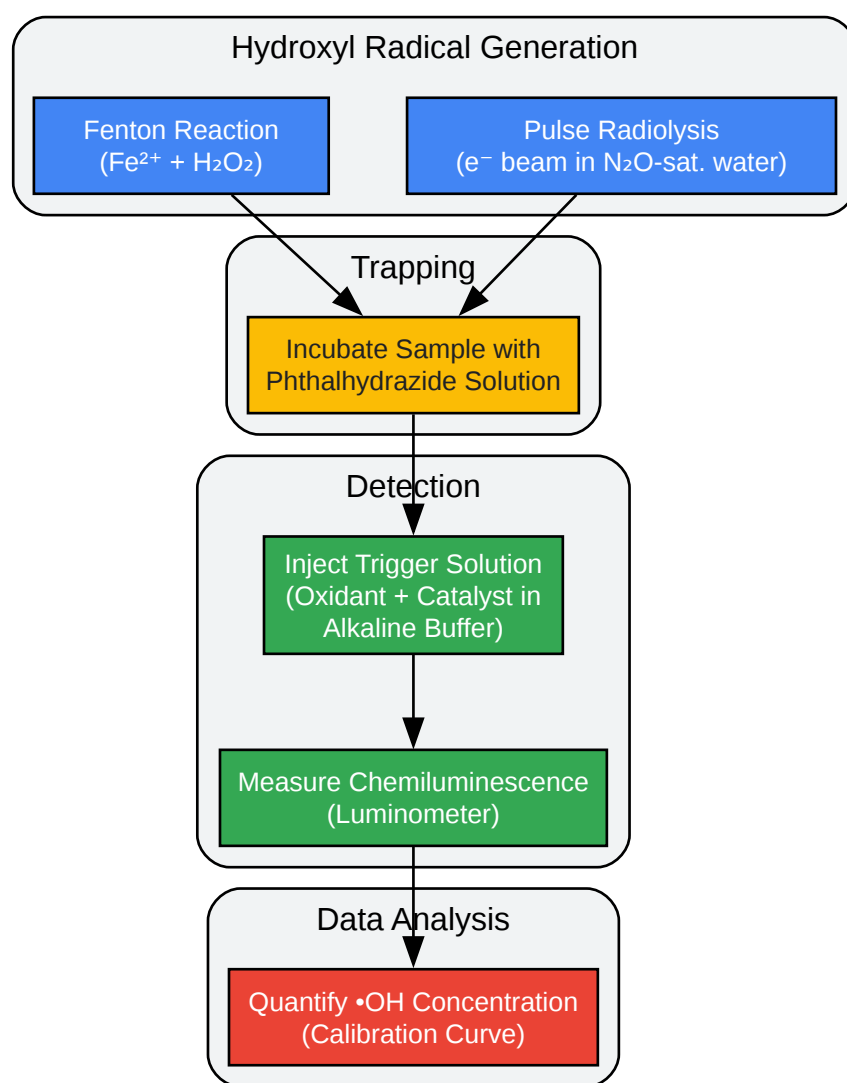 Hydroxyl Radical Generation
Fenton Reaction
(Fe²⁺ + H₂O₂)
Pulse Radiolysis
(e⁻ beam in N₂O-sat. water)
Trapping
Incubate Sample with
Phthalhydrazide Solution
Detection
Inject Trigger Solution
(Oxidant + Catalyst in
Alkaline Buffer)
Measure Chemiluminescence
(Luminometer)
Data Analysis
Quantify •OH Concentration
(Calibration Curve)